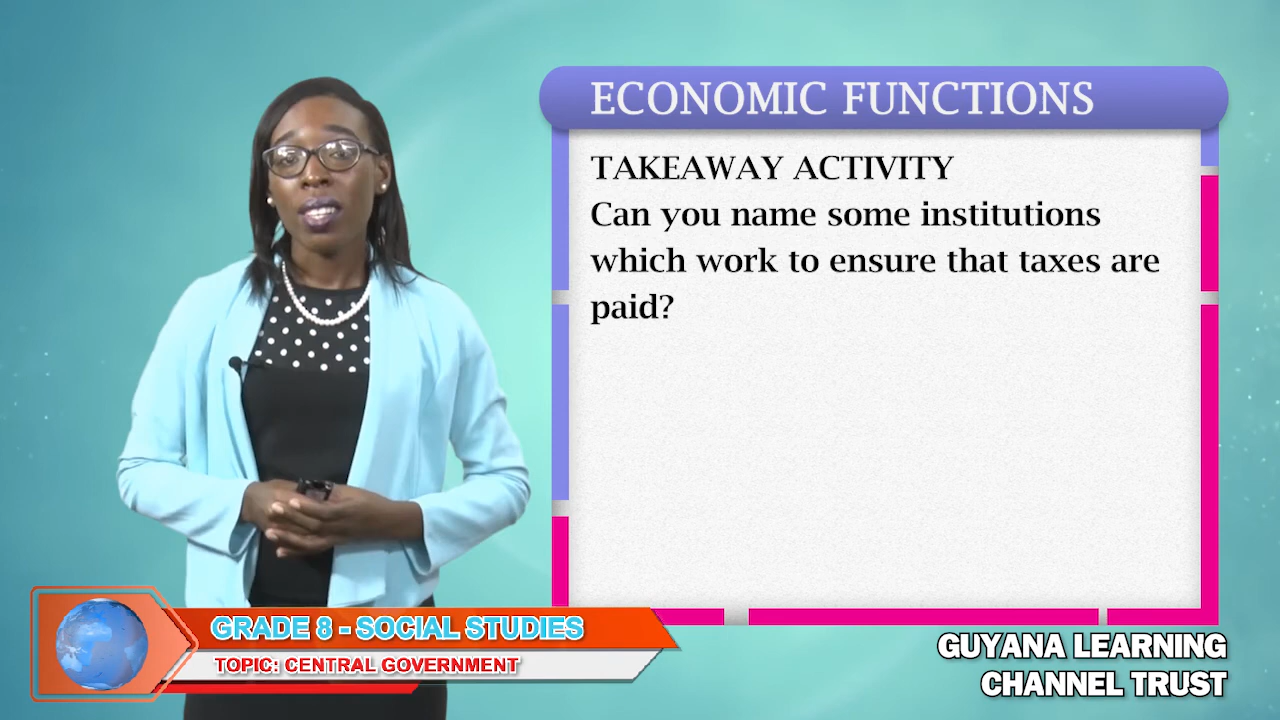 ECONOMIC FUNCTIONS
TAKEAWAY ACTIVITY
Can you name some institutions
which work to ensure that taxes are
paid?
GRADE 8 - SOCIAL STUDIES
TOPIC: CENTRAL GOVERNMENT
GUYANA LEARNING
CHANNEL TRUST